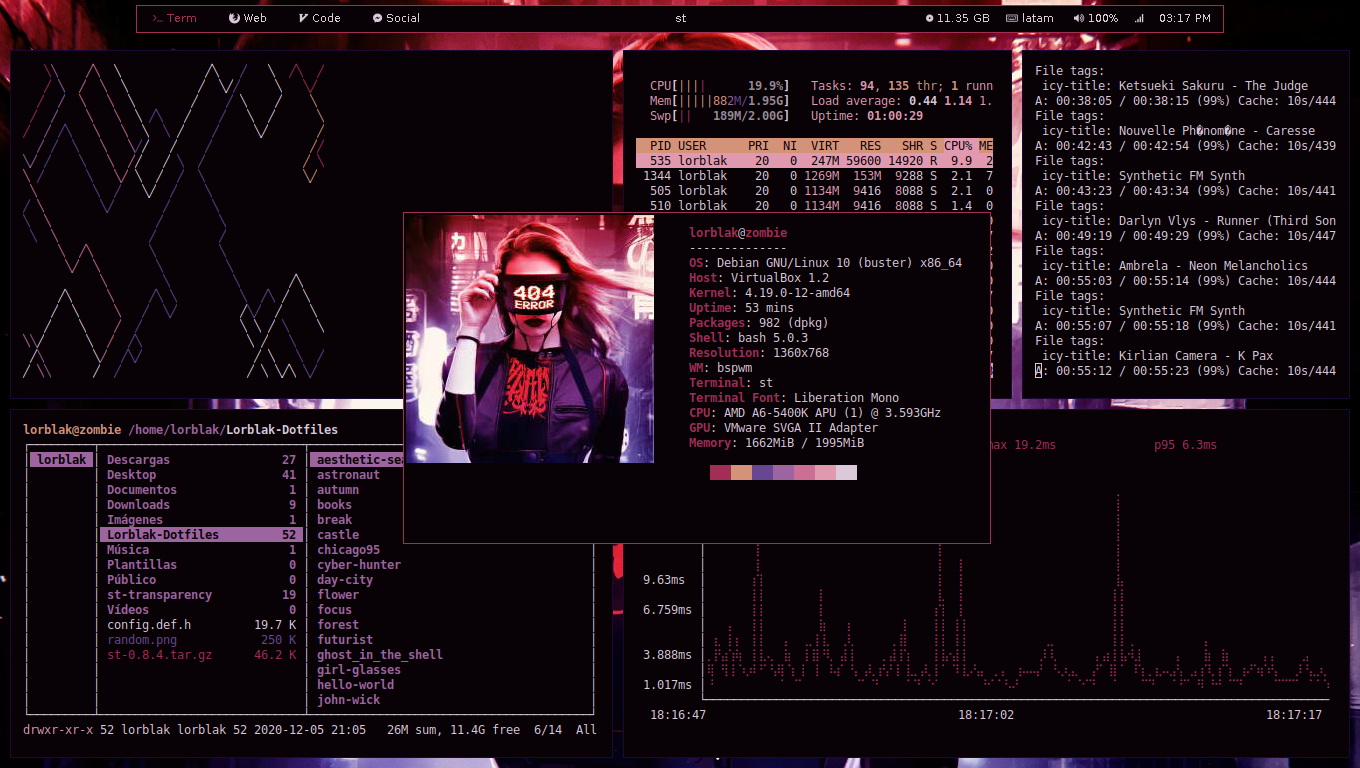 >_ Term Web Code Social st 11.35 GB latam 100% 03:17 PM
CPU[|||| 19.9%] Tasks: 94, 135 thr; 1 runn
Mem[|||||882M/1.95G] Load average: 0.44 1.14 1.
Swp[|| 189M/2.00G] Uptime: 01:00:29
PID USER PRI NI VIRT RES SHR S CPU% ME
535 lorblak 20 0 247M 59600 14920 R 9.9 2
1344 lorblak 20 0 1269M 153M 9288 S 2.1 7
505 lorblak 20 0 1134M 9416 8088 S 2.1 0
510 lorblak 20 0 1134M 9416 8088 S 1.4 0
File tags:
icy-title: Ketsueki Sakuru - The Judge
A: 00:38:05 / 00:38:15 (99%) Cache: 10s/444
File tags:
icy-title: Nouvelle Ph�nom�ne - Caresse
A: 00:42:43 / 00:42:54 (99%) Cache: 10s/439
File tags:
icy-title: Synthetic FM Synth
A: 00:43:23 / 00:43:34 (99%) Cache: 10s/441
File tags:
icy-title: Darlyn Vlys - Runner (Third Son
A: 00:49:19 / 00:49:29 (99%) Cache: 10s/447
File tags:
icy-title: Ambrela - Neon Melancholics
A: 00:55:03 / 00:55:14 (99%) Cache: 10s/444
File tags:
icy-title: Synthetic FM Synth
A: 00:55:07 / 00:55:18 (99%) Cache: 10s/441
File tags:
icy-title: Kirlian Camera - K Pax
A: 00:55:12 / 00:55:23 (99%) Cache: 10s/444
404
ERROR
lorblak@zombie
--------------
OS: Debian GNU/Linux 10 (buster) x86_64
Host: VirtualBox 1.2
Kernel: 4.19.0-12-amd64
Uptime: 53 mins
Packages: 982 (dpkg)
Shell: bash 5.0.3
Resolution: 1360x768
WM: bspwm
Terminal: st
Terminal Font: Liberation Mono
CPU: AMD A6-5400K APU (1) @ 3.593GHz
GPU: VMware SVGA II Adapter
Memory: 1662MiB / 1995MiB
lorblak@zombie /home/lorblak/Lorblak-Dotfiles
lorblak
Descargas 27
Desktop 41
Documentos 1
Downloads 9
Imágenes 1
Lorblak-Dotfiles 52
Música 1
Plantillas 0
Público 0
st-transparency 19
Vídeos 0
config.def.h 19.7 K
random.png 250 K
st-0.8.4.tar.gz 46.2 K
astronaut
autumn
books
break
castle
chicago95
cyber-hunter
day-city
flower
focus
forest
futurist
ghost_in_the_shell
girl-glasses
hello-world
john-wick
drwxr-xr-x 52 lorblak lorblak 52 2020-12-05 21:05 26M sum, 11.4G free 6/14 All
max 19.2ms p95 6.3ms
9.63ms
6.759ms
3.888ms
1.017ms
18:16:47 18:17:02 18:17:17